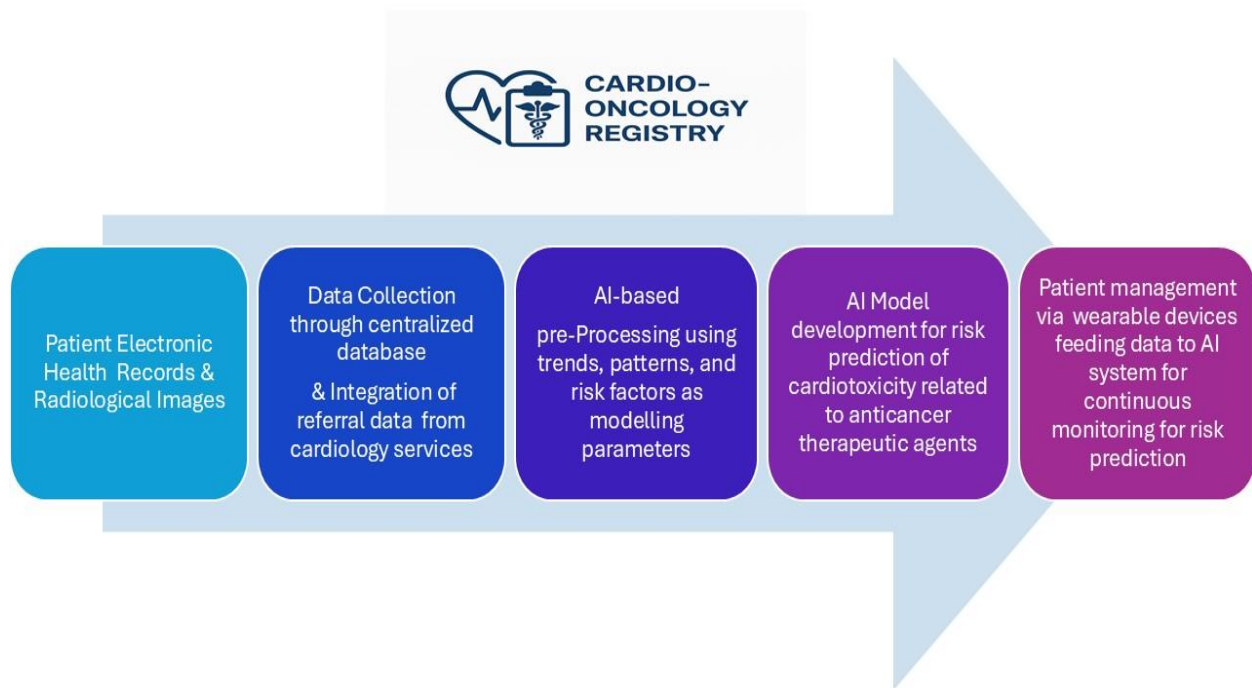 CARDIO-
ONCOLOGY
REGISTRY
Patient Electronic
Health Records &
Radiological Images
Data Collection
through centralized
database
& Integration of
referral data from
cardiology services
AI-based
pre-Processing using
trends, patterns, and
risk factors as
modelling
parameters
AI Model
development for risk
prediction of
cardiotoxicity related
to anticancer
therapeutic agents
Patient management
via wearable devices
feeding data to AI
system for
continuous
monitoring for risk
prediction